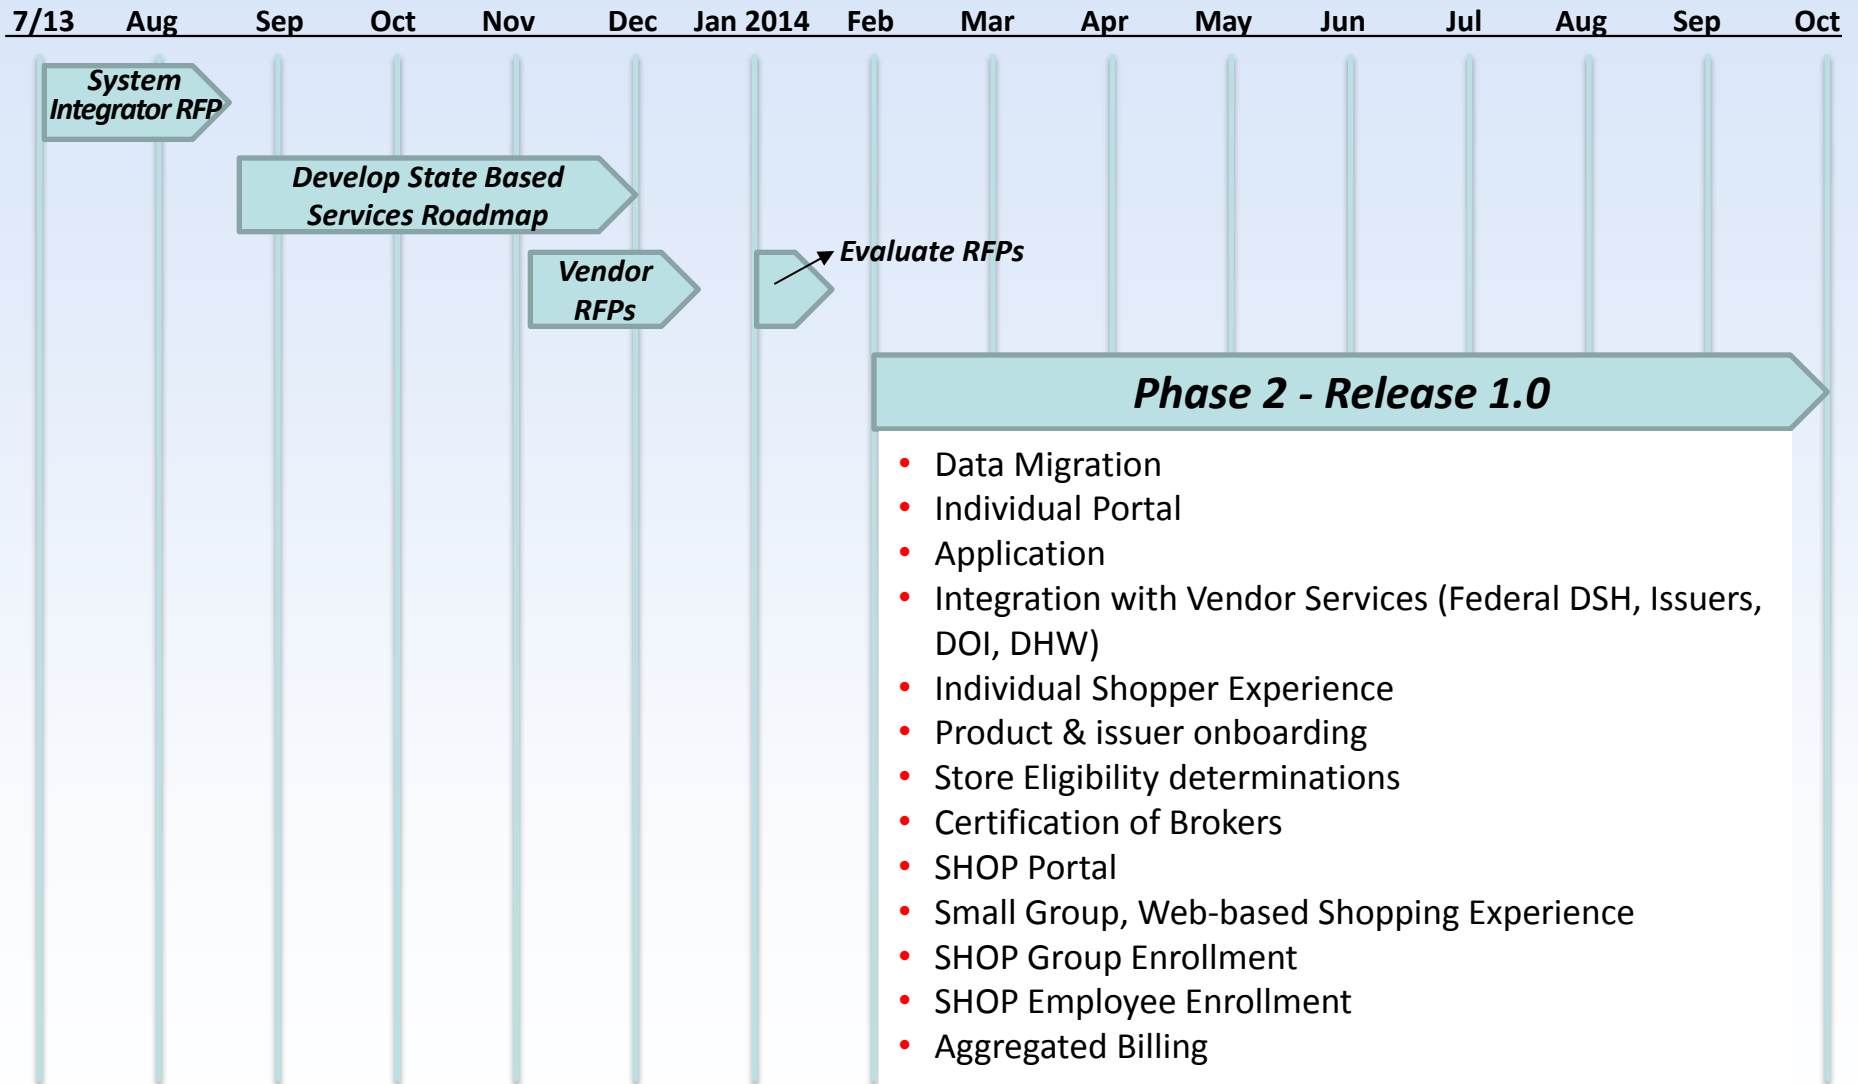 7/13 Aug Sep Oct Nov Dec Jan 2014 Feb Mar Apr May Jun Jul Aug Sep Oct
System
Integrator RFP
Develop State Based
Services Roadmap
Vendor
RFPs
Evaluate RFPs
Phase 2 - Release 1.0
• Data Migration
• Individual Portal
• Application
• Integration with Vendor Services (Federal DSH, Issuers,
DOI, DHW)
• Individual Shopper Experience
• Product & issuer onboarding
• Store Eligibility determinations
• Certification of Brokers
• SHOP Portal
• Small Group, Web-based Shopping Experience
• SHOP Group Enrollment
• SHOP Employee Enrollment
• Aggregated Billing